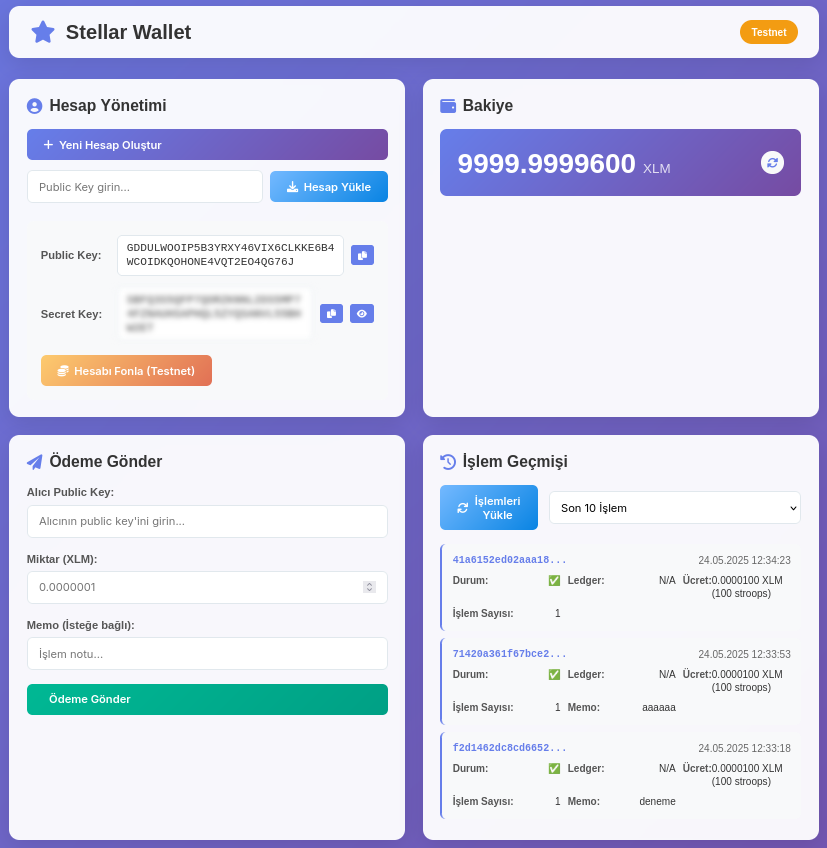 Stellar Wallet
Testnet
Hesap Yönetimi
Yeni Hesap Oluştur
Public Key girin...
Hesap Yükle
Public Key:
GDDULWOOIP5B3YRXY46VIX6CLKKE6B4
WCOIDKQOHONE4VQT2EO4QG76J
Secret Key:
Hesabı Fonla (Testnet)
Bakiye
9999.9999600 XLM
Ödeme Gönder
Alıcı Public Key:
Alıcının public key'ini girin...
Miktar (XLM):
0.0000001
Memo (İsteğe bağlı):
İşlem notu...
Ödeme Gönder
İşlem Geçmişi
İşlemleri
Yükle
Son 10 İşlem
41a6152ed02aaa18... 24.05.2025 12:34:23
Durum: ✅ Ledger: N/A Ücret:0.0000100 XLM
(100 stroops)
İşlem Sayısı: 1
71420a361f67bce2... 24.05.2025 12:33:53
Durum: ✅ Ledger: N/A Ücret:0.0000100 XLM
(100 stroops)
İşlem Sayısı: 1 Memo: aaaaaa
f2d1462dc8cd6652... 24.05.2025 12:33:18
Durum: ✅ Ledger: N/A Ücret:0.0000100 XLM
(100 stroops)
İşlem Sayısı: 1 Memo: deneme